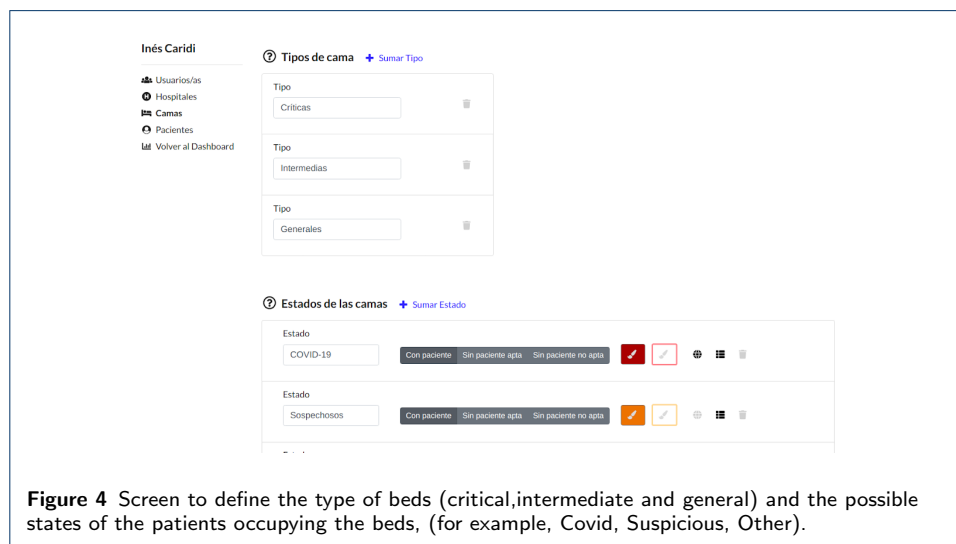 Inés Caridi
Usuarios/as
Hospitales
Camas
Pacientes
Volver al Dashboard
Tipos de cama + Sumar Tipo
Tipo
Críticas
Tipo
Intermedias
Tipo
Generales
Estados de las camas + Sumar Estado
Estado
COVID-19 Con paciente Sin paciente apta Sin paciente no apta
Estado
Sospechosos Con paciente Sin paciente apta Sin paciente no apta
Figure 4 Screen to define the type of beds (critical,intermediate and general) and the possible
states of the patients occupying the beds, (for example, Covid, Suspicious, Other).